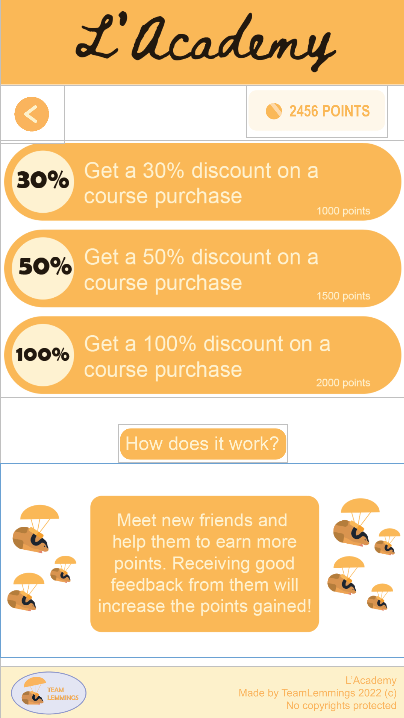 L'Academy
2456 POINTS
30%
Get a 30% discount on a
course purchase
1000 points
50%
Get a 50% discount on a
course purchase
1500 points
100%
Get a 100% discount on a
course purchase
2000 points
How does it work?
Meet new friends and
help them to earn more
points. Receiving good
feedback from them will
increase the points gained!
TEAM
LEMMINGS
L'Academy
Made by TeamLemmings 2022 (c)
No copyrights protected